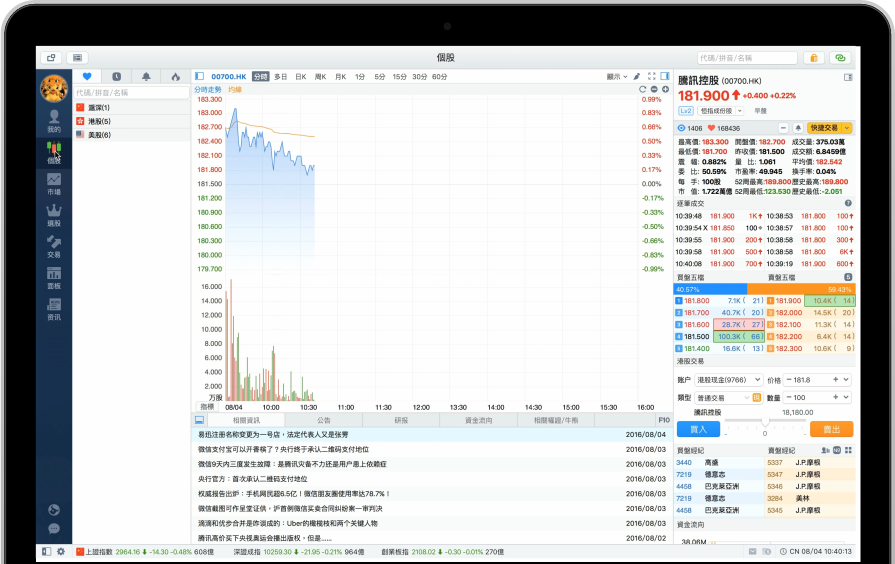 個股
代碼/拼音/名稱
我的
個股
市場
選股
交易
面板
資訊
代碼/拼音/名稱
滬深(1)
港股(5)
美股(6)
00700.HK 分時 多日 日K 周K 月K 1分 5分 15分 30分 60分 顯示
分時走勢 均線
183.300 0.99%
183.000 0.83%
182.700 0.66%
182.400 0.50%
182.100 0.33%
181.800 0.17%
181.500 0.00%
181.200 -0.17%
180.900 -0.33%
180.600 -0.50%
180.300 -0.66%
180.000 -0.83%
179.700 -0.99%
16.000
14.000
12.000
10.000
8.000
6.000
4.000
2.000
万股
指標 08/04 10:00 10:30 11:00 11:30 12:00 13:30 14:00 14:30 15:00 15:30 16:00
相關資訊 公告 研报 資金流向 相關權證/牛熊 F10
易迅注册名称变更为一号店，法定代表人又是张旁 2016/08/04
微信支付宝可以开香槟了？央行终于承认二维码支付地位 2016/08/03
微信9天内三度发生故障：是腾讯灾备不力还是用户患上依赖症 2016/08/03
央行官方：首次承认二维码支付地位 2016/08/03
权威报告出炉：手机网民超6.5亿！微信朋友圈使用率达78.7%！ 2016/08/03
微信截图可作呈堂证供，沪首例微信买卖合同纠纷案一审判决 2016/08/03
滴滴和优步合并是咋谈成的：Uber的橄榄枝和两个关键人物 2016/08/03
腾讯高价买下央视奥运会播出版权，但是...... 2016/08/02
騰訊控股 (00700.HK)
181.900 +0.400 +0.22%
Lv2 恒指成份股 早盤
1406 168436 快捷交易
最高價: 183.300 開盤價: 182.700 成交量: 375.03萬
最低價: 181.700 昨收價: 181.500 成交額: 6.8459億
震 幅: 0.882% 量 比: 1.061 平均價: 182.542
委 比: 50.59% 市盈率: 49.945 換手率: 0.04%
每 手: 100股 52周最高:189.800 歷史最高:189.800
市 值: 1.722萬億 52周最低:123.530 歷史最低:-2.051
逐筆成交
10:39:48 181.900 1K 10:38:53 181.800 100
10:39:54 X 181.850 100 10:38:57 181.800 100
10:39:55 181.900 200 10:38:58 181.800 300
10:39:58 181.900 500 10:38:58 181.800 6K
10:40:08 181.900 700 10:39:19 181.900 600
買盤五檔 賣盤五檔 5
40.57% 59.43%
1 181.800 7.1K ( 21) 1 181.900 10.4K ( 14)
2 181.700 40.7K ( 20) 2 182.000 14.5K ( 20)
3 181.600 28.7K ( 27) 3 182.100 11.3K ( 14)
4 181.500 100.3K ( 66) 4 182.200 6.4K ( 14)
5 181.400 16.6K ( 13) 5 182.300 10.6K ( 9)
港股交易
账户 港股现金(9766) 价格 181.8
類型 普通交易 數量 100
騰訊控股 18,180.00
買入 - 0 - 賣出
買盤經紀 賣盤經紀
3440 高盛 5337 J.P.摩根
7219 德意志 5347 J.P.摩根
4458 巴克萊亞洲 5346 J.P.摩根
7219 德意志 3284 美林
4458 巴克萊亞洲 5345 J.P.摩根
資金流向
38.06M
上證指數 2964.16 -14.30 -0.48% 608億 深證成指 10259.30 -21.95 -0.21% 964億 創業板指 2108.02 -0.30 -0.01% 270億 CN 08/04 10:40:13